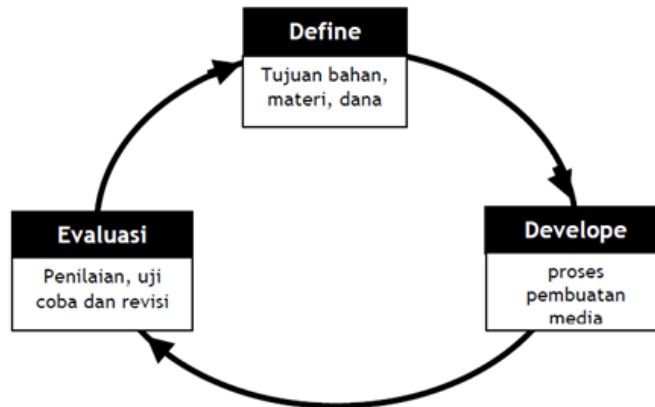 Define
Tujuan bahan,
materi, dana
Evaluasi
Penilaian, uji
coba dan revisi
Develope
proses
pembuatan
media